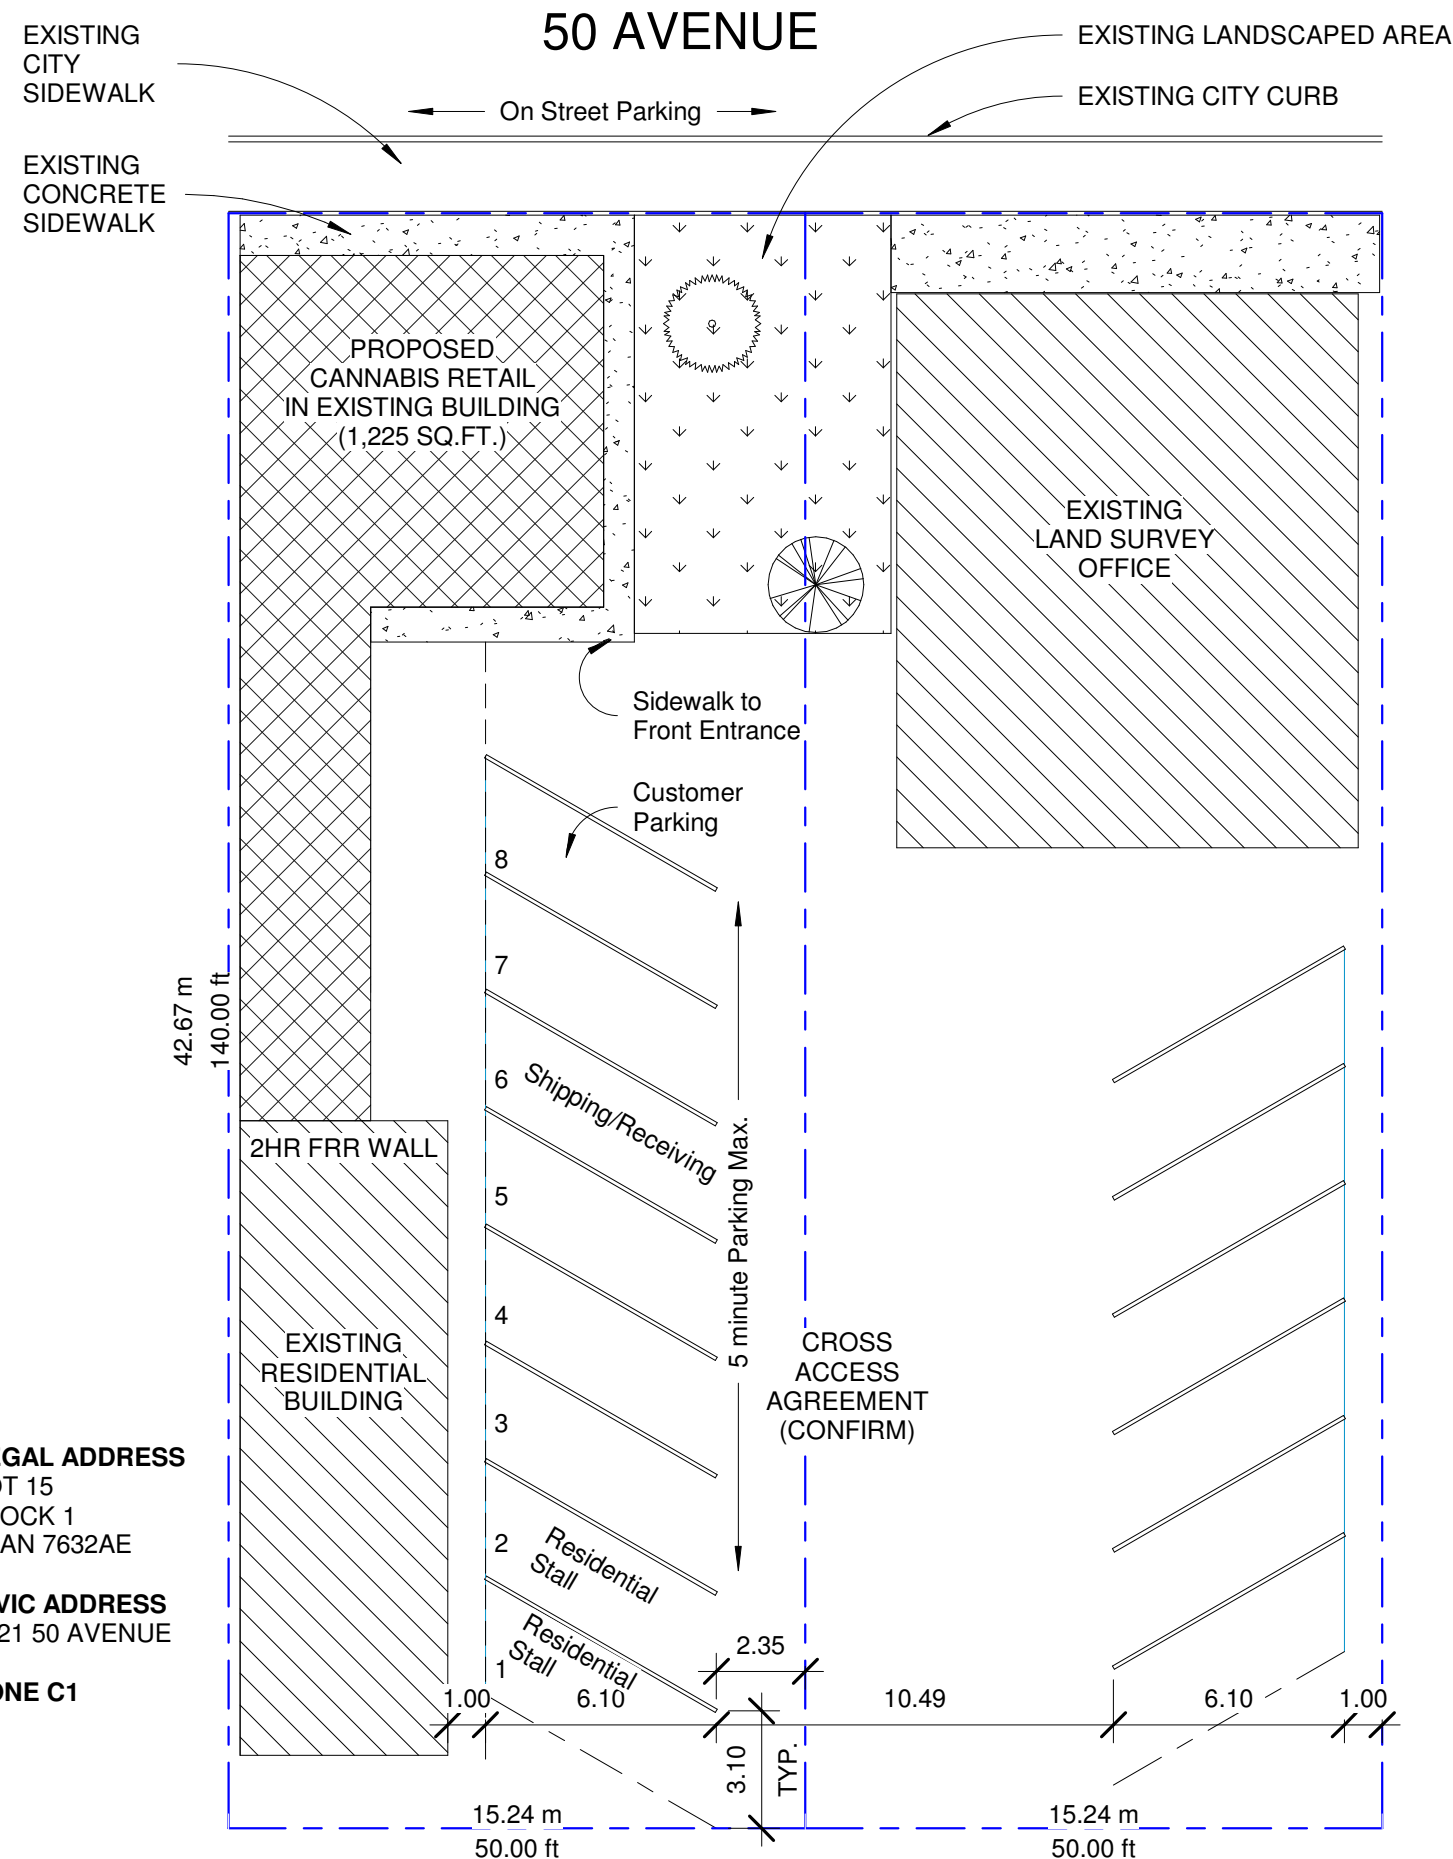 50 AVENUE
EXISTING
CITY
SIDEWALK
EXISTING LANDSCAPED AREA
On Street Parking
EXISTING CITY CURB
EXISTING
CONCRETE
SIDEWALK
PROPOSED
CANNABIS RETAIL
IN EXISTING BUILDING
(1,225 SQ.FT.)
EXISTING
LAND SURVEY
OFFICE
Sidewalk to
Front Entrance
Customer
Parking
8
7
6
Shipping/Receiving
5
4
3
2
Residential
Stall
1
Residential
Stall
5 minute Parking Max.
42.67 m
140.00 ft
2HR FRR WALL
EXISTING
RESIDENTIAL
BUILDING
CROSS
ACCESS
AGREEMENT
(CONFIRM)
EGAL ADDRESS
OT 15
OCK 1
AN 7632AE
VIC ADDRESS
21 50 AVENUE
ONE C1
2.35
1.00
6.10
10.49
6.10
1.00
3.10
TYP.
15.24 m
50.00 ft
15.24 m
50.00 ft